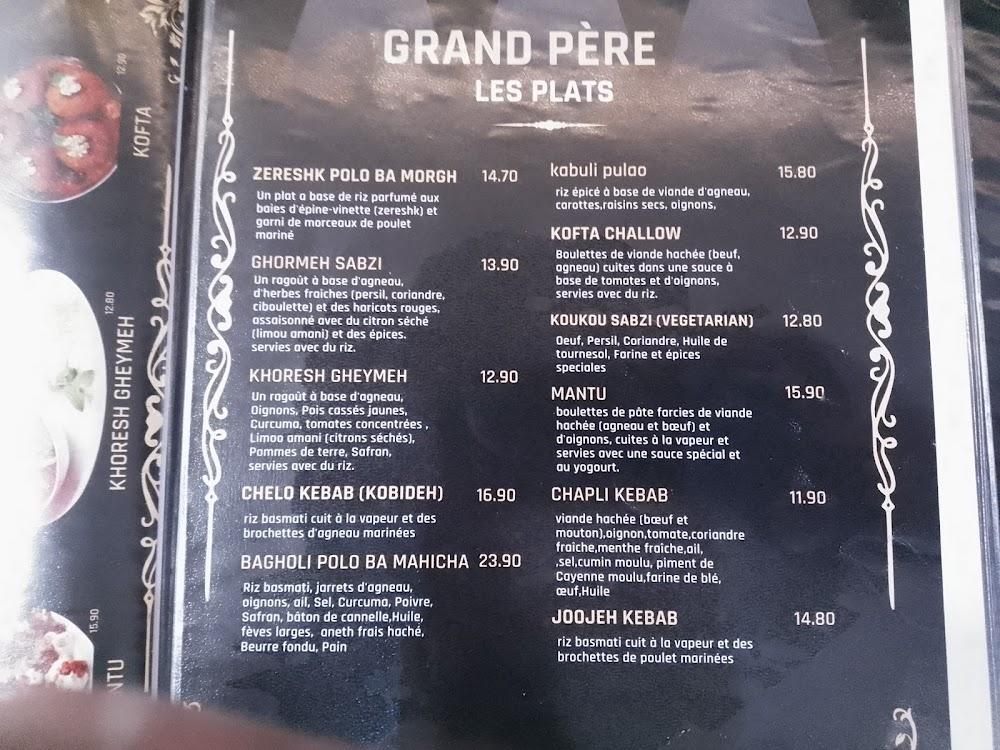 12.90
KOFTA
12.80
KHORESH GHEYMEH
15.90
NTU
GRAND PÈRE
LES PLATS
ZERESHK POLO BA MORGH 14.70
Un plat a base de riz parfumé aux
baies d'épine-vinette (zereshk) et
garni de morceaux de poulet
mariné
GHORMEH SABZI 13.90
Un ragoût à base d'agneau,
d'herbes fraiches (persil, coriandre,
ciboulette) et des haricots rouges,
assaisonné avec du citron séché
(limou amani) et des épices.
servies avec du riz.
KHORESH GHEYMEH 12.90
Un ragoût à base d'agneau,
Oignons, Pois cassés jaunes,
Curcuma, tomates concentrées ,
Limoo amani (citrons séchés),
Pommes de terre, Safran,
servies avec du riz.
CHELO KEBAB (KOBIDEH) 16.90
riz basmati cuit à la vapeur et des
brochettes d'agneau marinées
BAGHOLI POLO BA MAHICHA 23.90
Riz basmati, jarrets d'agneau,
oignons, ail, Sel, Curcuma, Poivre,
Safran, bâton de cannelle,Huile,
fèves larges, aneth frais haché,
Beurre fondu, Pain
kabuli pulao 15.80
riz épicé à base de viande d'agneau,
carottes,raisins secs, oignons,
KOFTA CHALLOW 12.90
Boulettes de viande hachée (beuf,
agneau) cuites dans une sauce à
base de tomates et d'oignons,
servies avec du riz.
KOUKOU SABZI (VEGETARIAN) 12.80
Oeuf, Persil, Coriandre, Huile de
tournesol, Farine et épices
speciales
MANTU 15.90
boulettes de pâte farcies de viande
hachée (agneau et bœuf) et
d'oignons, cuites à la vapeur et
servies avec une sauce spécial et
au yogourt.
CHAPLI KEBAB 11.90
viande hachée (bœuf et
mouton),oignon,tomate,coriandre
fraiche,menthe fraîche,ail,
,sel,cumin moulu, piment de
Cayenne moulu,farine de blé,
œuf,Huile
JOOJEH KEBAB 14.80
riz basmati cuit à la vapeur et des
brochettes de poulet marinées